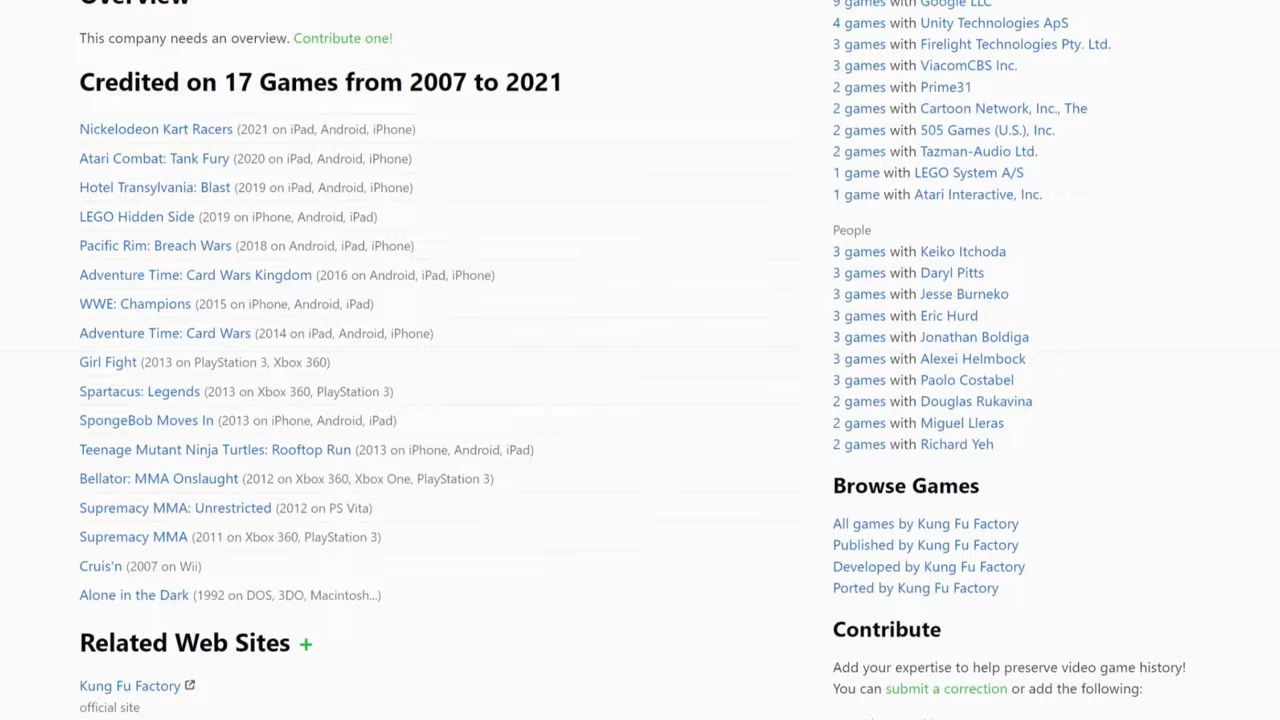 Overview
This company needs an overview. Contribute one!
Credited on 17 Games from 2007 to 2021
Nickelodeon Kart Racers (2021 on iPad, Android, iPhone)
Atari Combat: Tank Fury (2020 on iPad, Android, iPhone)
Hotel Transylvania: Blast (2019 on iPad, Android, iPhone)
LEGO Hidden Side (2019 on iPhone, Android, iPad)
Pacific Rim: Breach Wars (2018 on Android, iPad, iPhone)
Adventure Time: Card Wars Kingdom (2016 on Android, iPad, iPhone)
WWE: Champions (2015 on iPhone, Android, iPad)
Adventure Time: Card Wars (2014 on iPad, Android, iPhone)
Girl Fight (2013 on PlayStation 3, Xbox 360)
Spartacus: Legends (2013 on Xbox 360, PlayStation 3)
SpongeBob Moves In (2013 on iPhone, Android, iPad)
Teenage Mutant Ninja Turtles: Rooftop Run (2013 on iPhone, Android, iPad)
Bellator: MMA Onslaught (2012 on Xbox 360, Xbox One, PlayStation 3)
Supremacy MMA: Unrestricted (2012 on PS Vita)
Supremacy MMA (2011 on Xbox 360, PlayStation 3)
Cruis'n (2007 on Wii)
Alone in the Dark (1992 on DOS, 3DO, Macintosh...)
Related Web Sites +
Kung Fu Factory
official site
9 games with Google LLC
4 games with Unity Technologies ApS
3 games with Firelight Technologies Pty. Ltd.
3 games with ViacomCBS Inc.
2 games with Prime31
2 games with Cartoon Network, Inc., The
2 games with 505 Games (U.S.), Inc.
2 games with Tazman-Audio Ltd.
1 game with LEGO System A/S
1 game with Atari Interactive, Inc.
People
3 games with Keiko Itchoda
3 games with Daryl Pitts
3 games with Jesse Burneko
3 games with Eric Hurd
3 games with Jonathan Boldiga
3 games with Alexei Helmbock
3 games with Paolo Costabel
2 games with Douglas Rukavina
2 games with Miguel Lleras
2 games with Richard Yeh
Browse Games
All games by Kung Fu Factory
Published by Kung Fu Factory
Developed by Kung Fu Factory
Ported by Kung Fu Factory
Contribute
Add your expertise to help preserve video game history!
You can submit a correction or add the following: